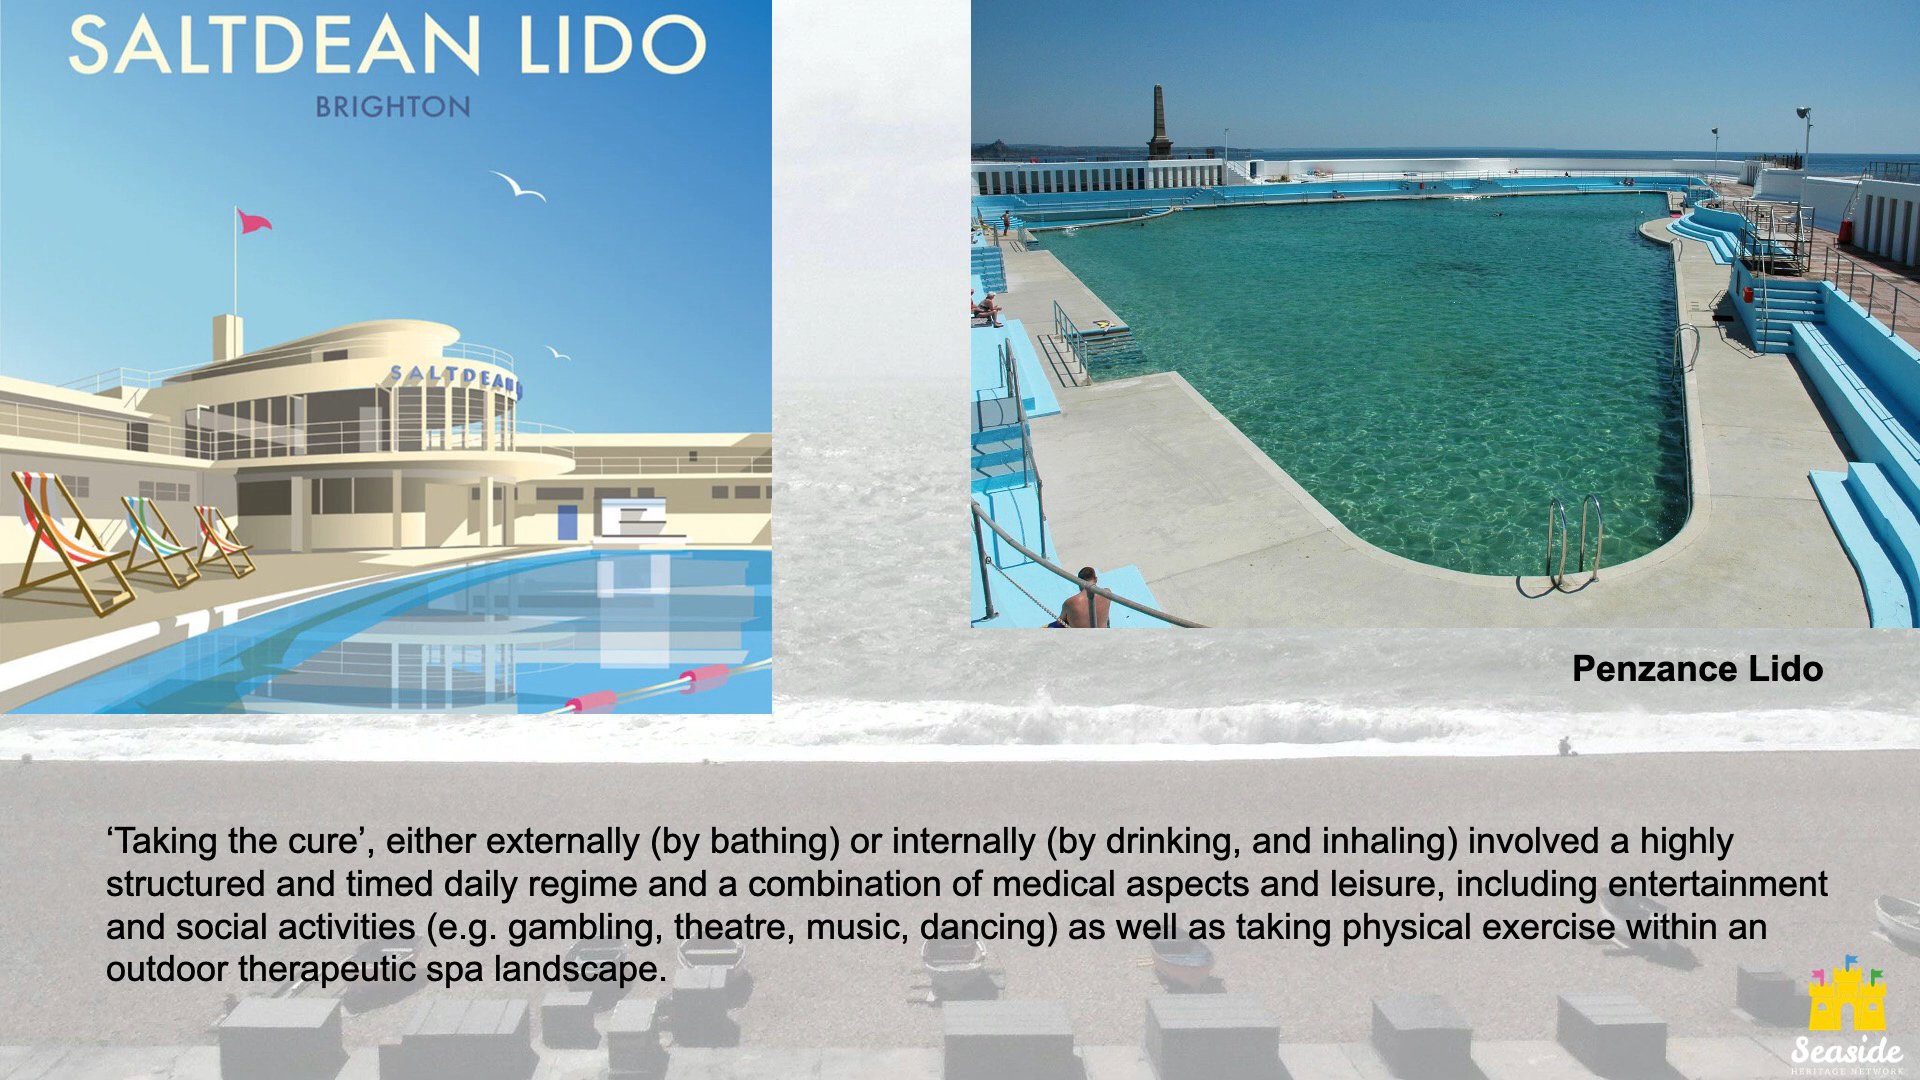 SALTDEAN LIDO
BRIGHTON
SALTDEAN
Penzance Lido
‘Taking the cure’, either externally (by bathing) or internally (by drinking, and inhaling) involved a highly
structured and timed daily regime and a combination of medical aspects and leisure, including entertainment
and social activities (e.g. gambling, theatre, music, dancing) as well as taking physical exercise within an
outdoor therapeutic spa landscape.
Seaside
HERITAGE NETWORK